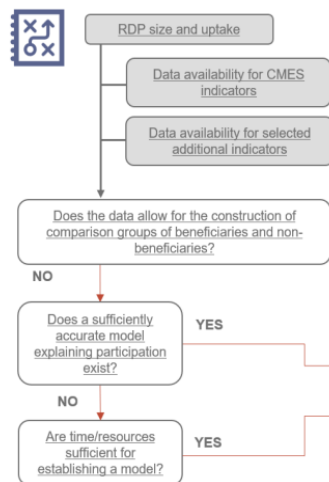 RDP size and uptake
Data availability for CMES
indicators
Data availability for selected
additional indicators
Does the data allow for the construction of
comparison groups of beneficiaries and non-
beneficiaries?
NO
Does a sufficiently
accurate model
explaining participation
exist?
YES
NO
Are time/resources
sufficient for
establishing a model?
YES